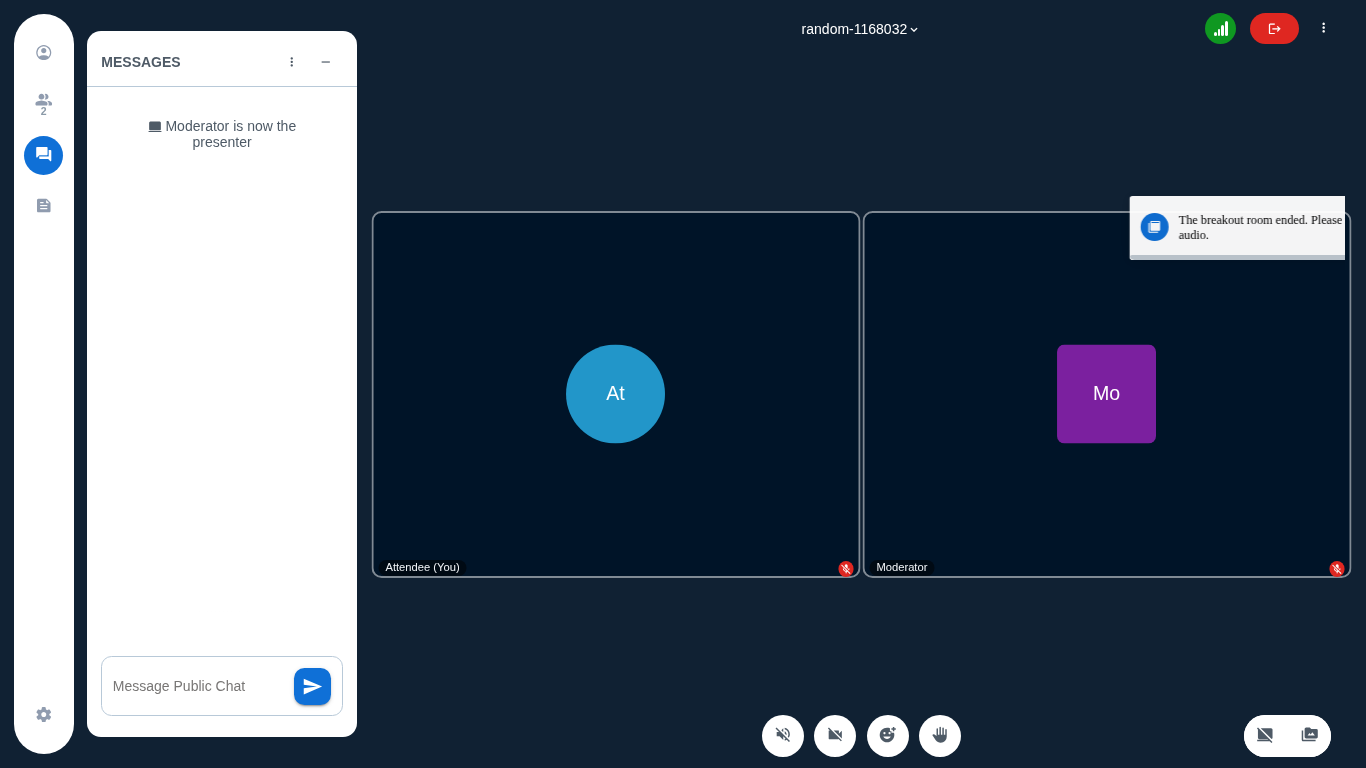 random-1168032
MESSAGES
2
Moderator is now the
presenter
The breakout room ended. Please
audio.
At
Mo
Attendee (You)
Moderator
Message Public Chat